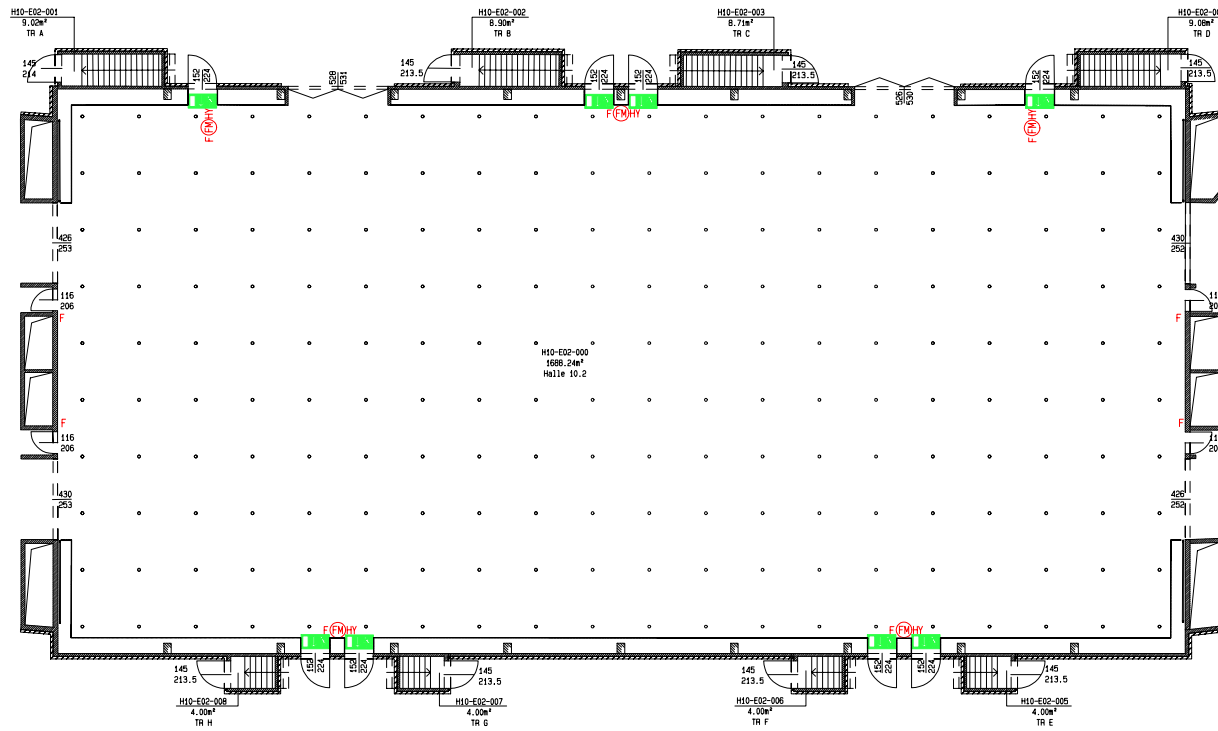 H10-E02-001
9.02m²
TR A
H10-E02-002
8.90m²
TR B
H10-E02-003
8.71m²
TR C
9.08m²
TR D
145
214
152
224
528
531
145
213.5
152
224
152
224
145
213.5
526
530
152
224
145
213.5
F FM HY
F FM HY
F FM HY
426
253
430
252
116
206
F
F
H10-E02-000
1688.24m²
Halle 10.2
F
F
116
206
430
253
426
252
F FM HY
F FM HY
145
213.5
152
224
152
224
145
213.5
145
213.5
152
224
152
224
145
213.5
H10-E02-008
4.00m²
TR H
H10-E02-007
4.00m²
TR G
H10-E02-006
4.00m²
TR F
H10-E02-005
4.00m²
TR E